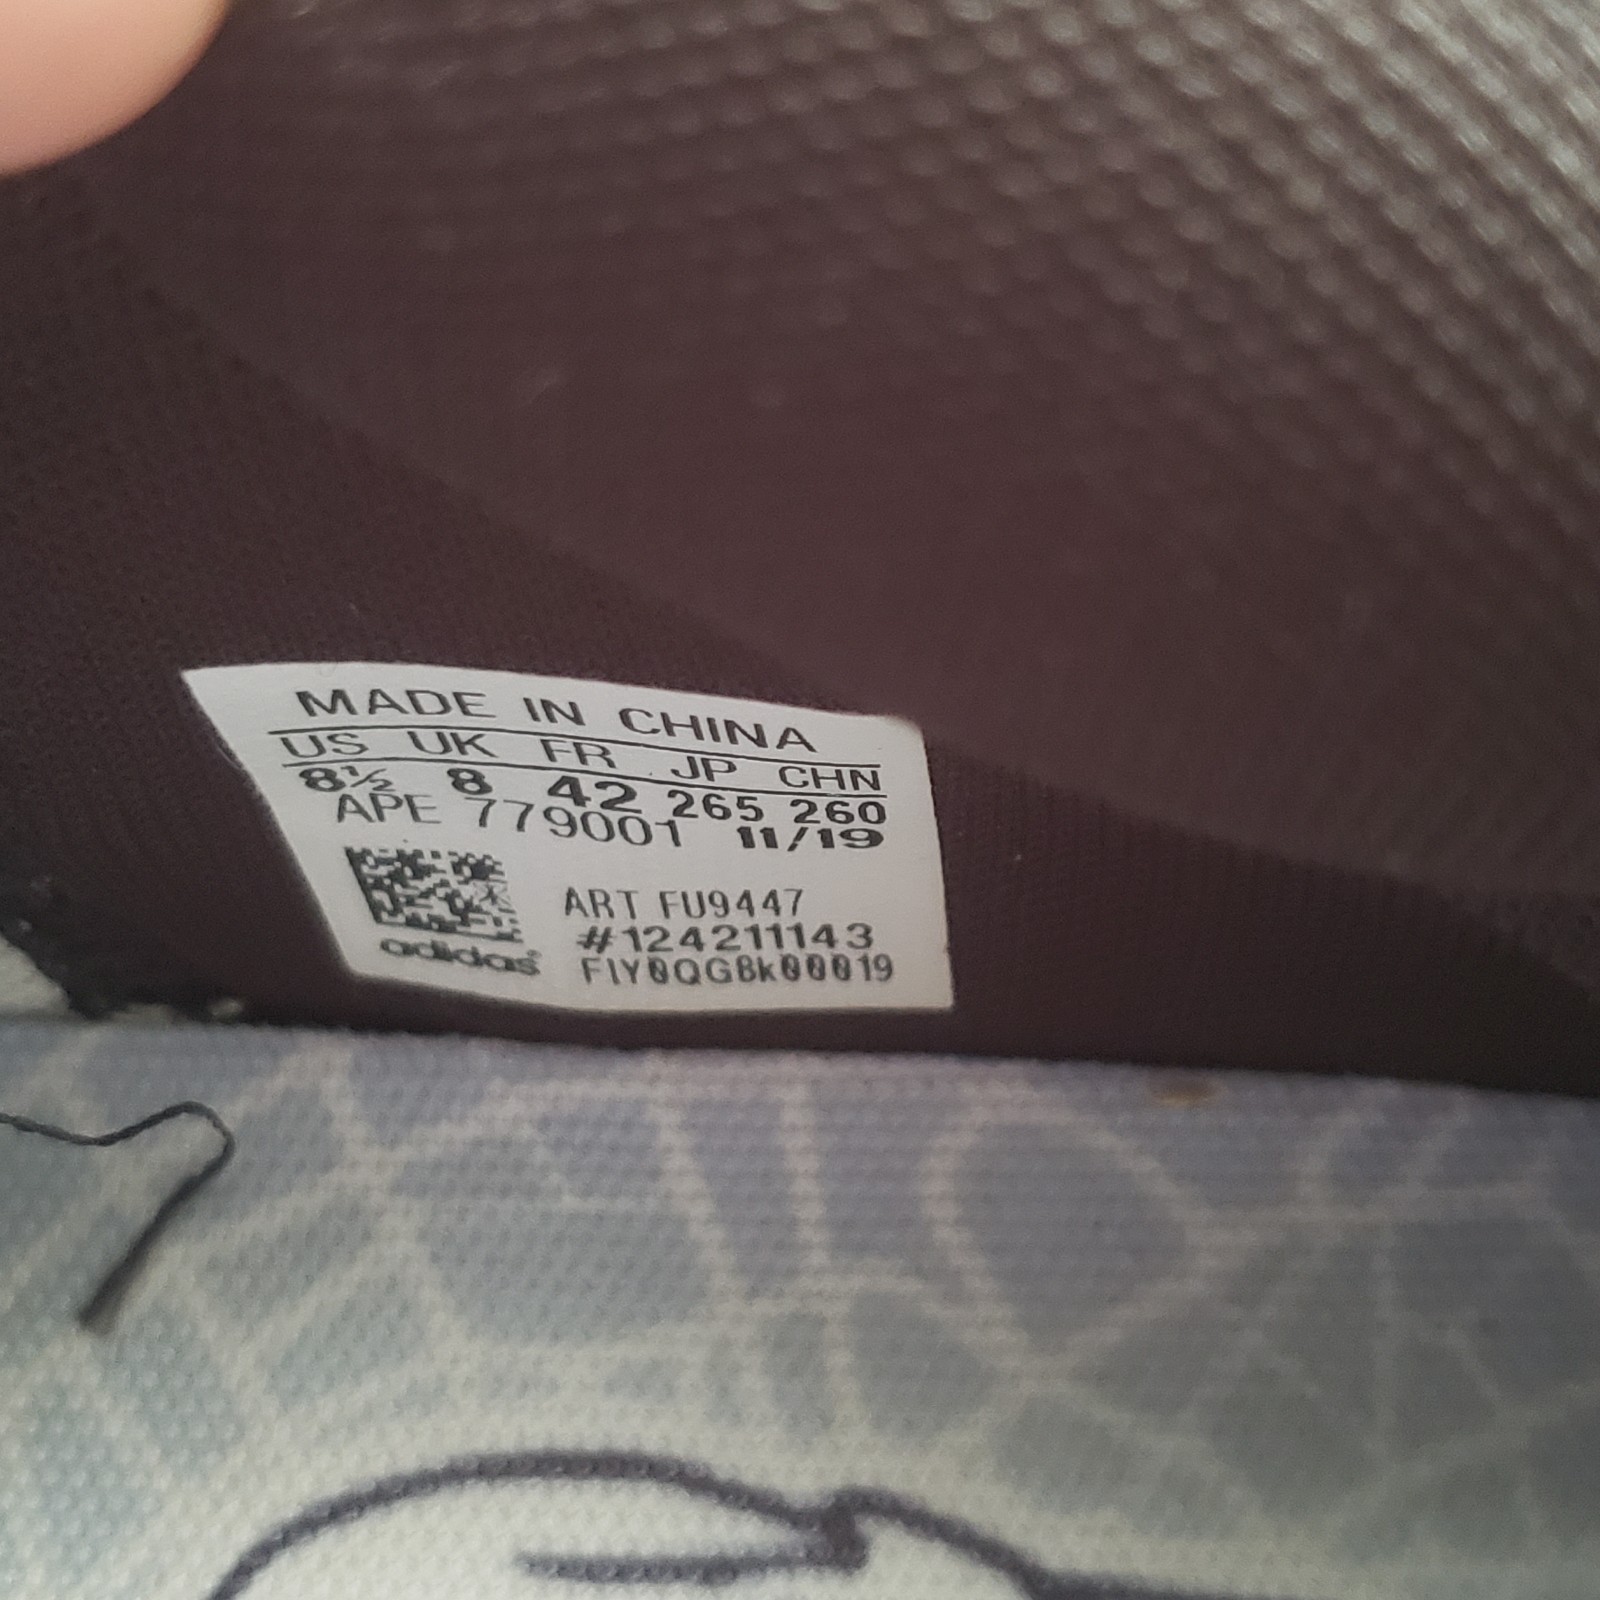 MADE IN CHINA
US UK FR JP CHN
8½ 8 42 265 260
APE 779001 11/19
ART FU9447
#124211143
adidas
FIY0QG8k00019